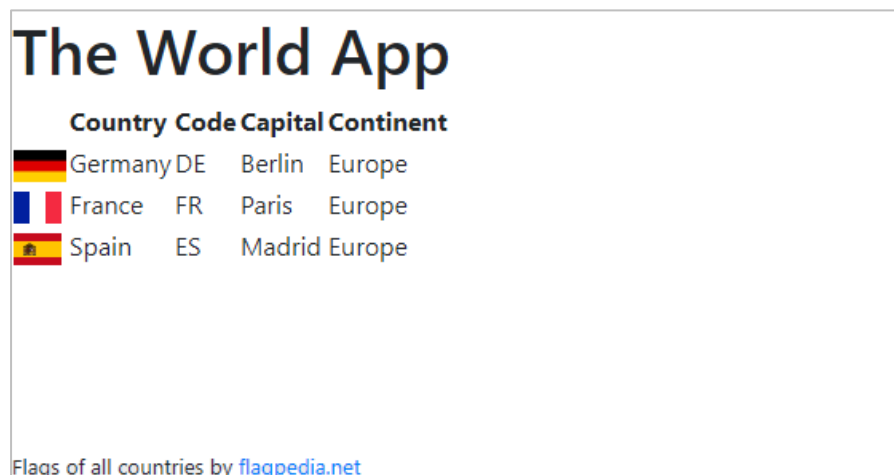 The World App
Country Code Capital Continent
Germany DE Berlin Europe
France FR Paris Europe
Spain ES Madrid Europe
Flags of all countries by flagpedia.net